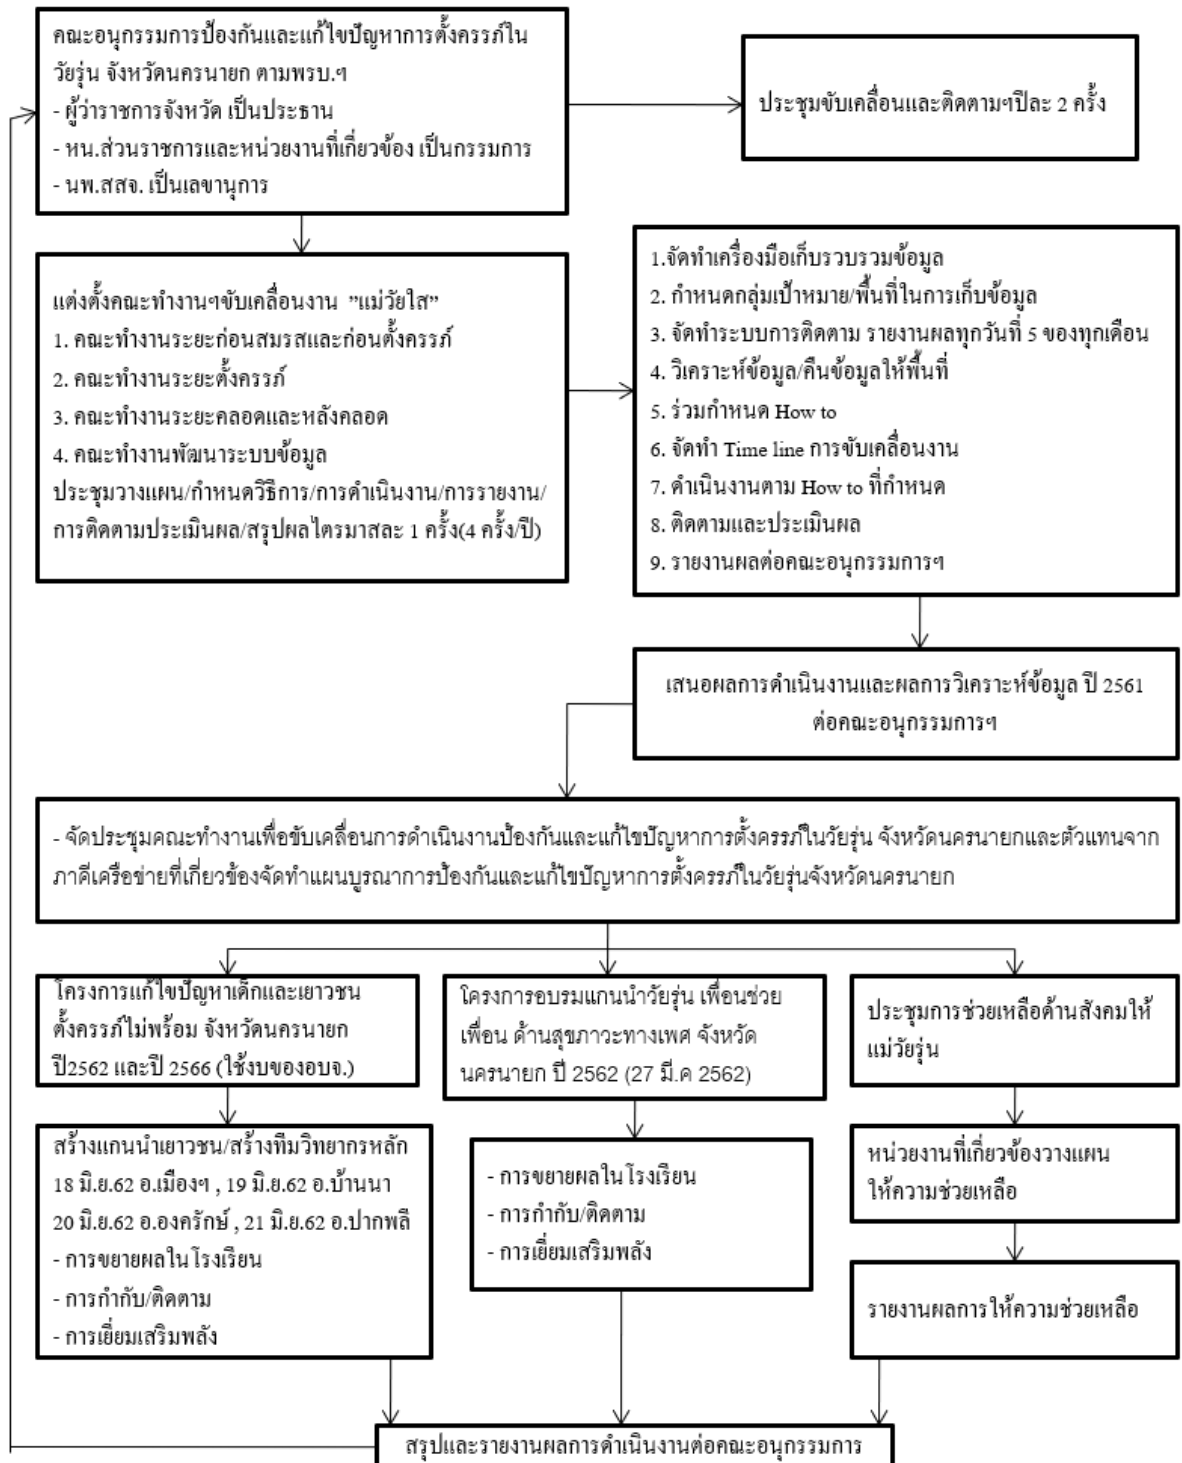 คณะอนุกรรมการป้องกันและแก้ไขปัญหาการตั้งครรภ์ใน
วัยรุ่น จังหวัดนครนายก ตามพรบ.ฯ
- ผู้ว่าราชการจังหวัด เป็นประธาน
- หน.ส่วนราชการและหน่วยงานที่เกี่ยวข้อง เป็นกรรมการ
- นพ.สสจ. เป็นเลขานุการ
ประชุมขับเคลื่อนและติดตามฯปีละ 2 ครั้ง
แต่งตั้งคณะทำงานฯขับเคลื่อนงาน ”แม่วัยใส”
1. คณะทำงานระยะก่อนสมรสและก่อนตั้งครรภ์
2. คณะทำงานระยะตั้งครรภ์
3. คณะทำงานระยะคลอดและหลังคลอด
4. คณะทำงานพัฒนาระบบข้อมูล
ประชุมวางแผน/กำหนดวิธีการ/การดำเนินงาน/การรายงาน/
การติดตามประเมินผล/สรุปผลไตรมาสละ 1 ครั้ง(4 ครั้ง/ปี)
1.จัดทำเครื่องมือเก็บรวบรวมข้อมูล
2. กำหนดกลุ่มเป้าหมาย/พื้นที่ในการเก็บข้อมูล
3. จัดทำระบบการติดตาม รายงานผลทุกวันที่ 5 ของทุกเดือน
4. วิเคราะห์ข้อมูล/คืนข้อมูลให้พื้นที่
5. ร่วมกำหนด How to
6. จัดทำ Time line การขับเคลื่อนงาน
7. ดำเนินงานตาม How to ที่กำหนด
8. ติดตามและประเมินผล
9. รายงานผลต่อคณะอนุกรรมการฯ
เสนอผลการดำเนินงานและผลการวิเคราะห์ข้อมูล ปี 2561
ต่อคณะอนุกรรมการฯ
- จัดประชุมคณะทำงานเพื่อขับเคลื่อนการดำเนินงานป้องกันและแก้ไขปัญหาการตั้งครรภ์ในวัยรุ่น จังหวัดนครนายกและตัวแทนจาก
ภาคีเครือข่ายที่เกี่ยวข้องจัดทำแผนบูรณาการป้องกันและแก้ไขปัญหาการตั้งครรภ์ในวัยรุ่นจังหวัดนครนายก
โครงการแก้ไขปัญหาเด็กและเยาวชน
ตั้งครรภ์ไม่พร้อม จังหวัดนครนายก
ปี2562 และปี 2566 (ใช้งบของอบจ.)
โครงการอบรมแกนนำวัยรุ่น เพื่อนช่วย
เพื่อน ด้านสุขภาวะทางเพศ จังหวัด
นครนายก ปี 2562 (27 มี.ค 2562)
ประชุมการช่วยเหลือด้านสังคมให้
แม่วัยรุ่น
สร้างแกนนำเยาวชน/สร้างทีมวิทยากรหลัก
18 มิ.ย.62 อ.เมืองฯ , 19 มิ.ย.62 อ.บ้านนา
20 มิ.ย.62 อ.องครักษ์ , 21 มิ.ย.62 อ.ปากพลี
- การขยายผลในโรงเรียน
- การกำกับ/ติดตาม
- การเยี่ยมเสริมพลัง
- การขยายผลในโรงเรียน
- การกำกับ/ติดตาม
- การเยี่ยมเสริมพลัง
หน่วยงานที่เกี่ยวข้องวางแผน
ให้ความช่วยเหลือ
รายงานผลการให้ความช่วยเหลือ
สรุปและรายงานผลการดำเนินงานต่อคณะอนุกรรมการ